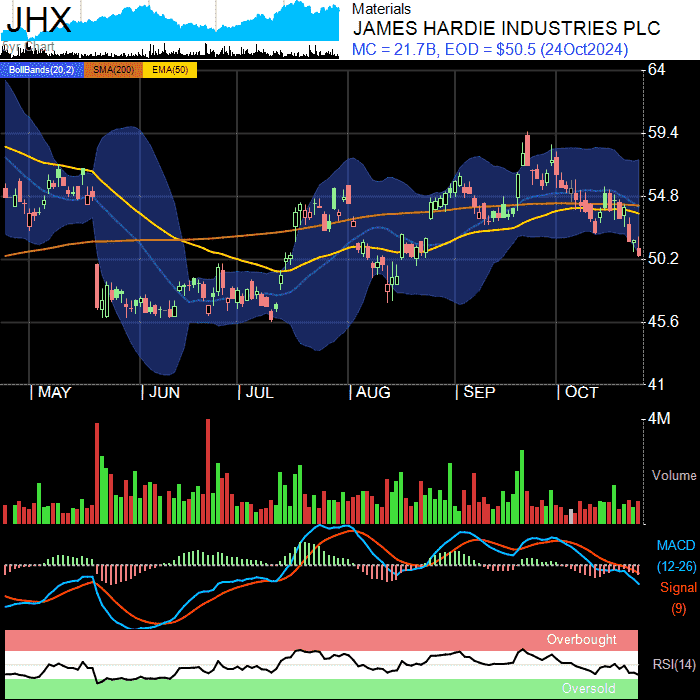 JHX
5yr Chart
Materials
JAMES HARDIE INDUSTRIES PLC
MC = 21.7B, EOD = $50.5 (24Oct2024)
BollBands(20,2) SMA(200) EMA(50)
64
59.4
54.8
50.2
45.6
41
| MAY | JUN | JUL | AUG | SEP | OCT
4M
Volume
MACD
(12-26)
Signal
(9)
Overbought
RSI(14)
Oversold